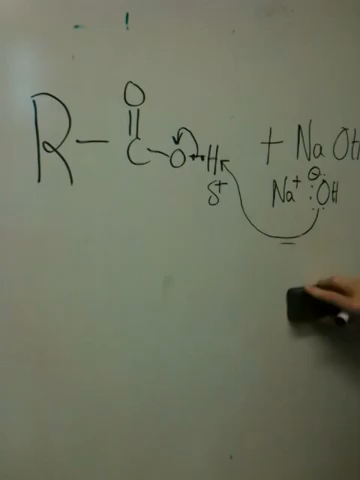 O
R-C-O-H + NaOH
δ+ Na+ :OH